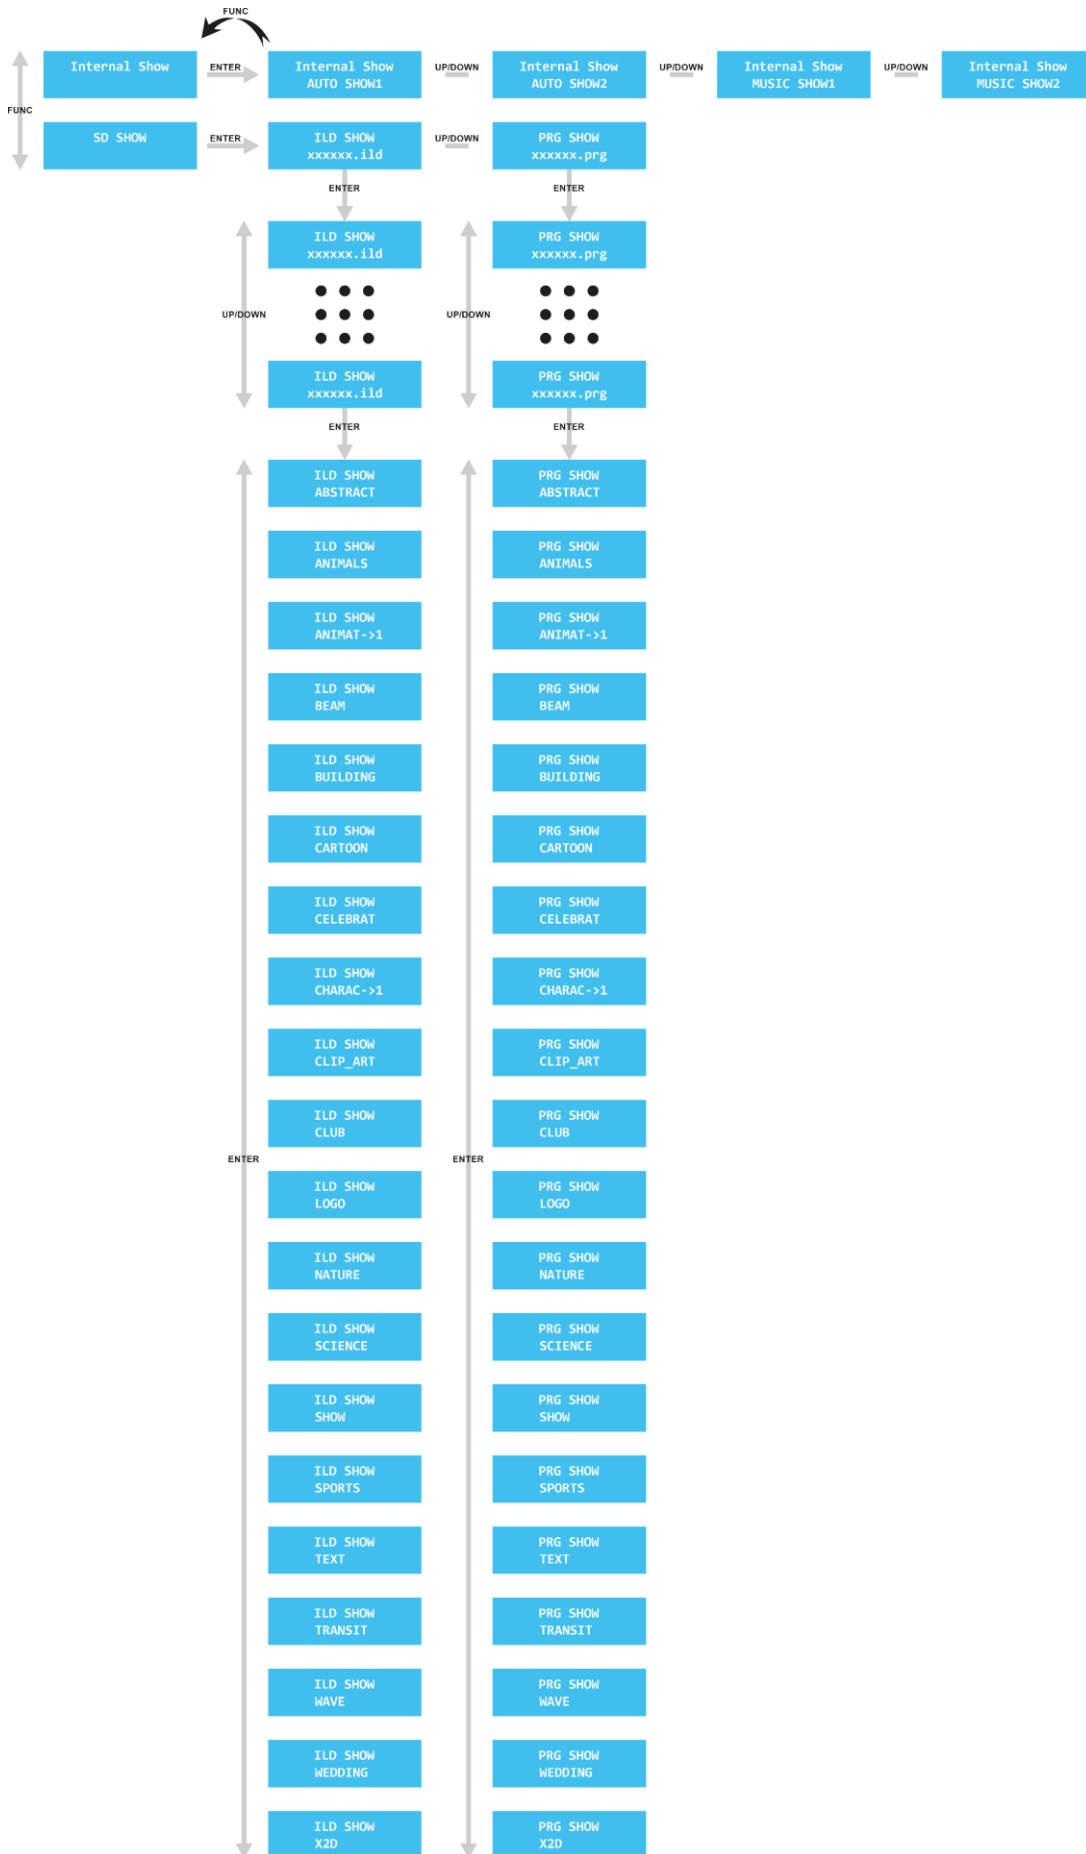 FUNC
Internal Show
ENTER
Internal Show
AUTO SHOW1
UP/DOWN
Internal Show
AUTO SHOW2
UP/DOWN
Internal Show
MUSIC SHOW1
UP/DOWN
Internal Show
MUSIC SHOW2
FUNC
SD SHOW
ENTER
ILD SHOW
xxxxxx.ild
UP/DOWN
PRG SHOW
xxxxxx.prg
ENTER
ENTER
ILD SHOW
xxxxxx.ild
PRG SHOW
xxxxxx.prg
UP/DOWN
UP/DOWN
ILD SHOW
xxxxxx.ild
PRG SHOW
xxxxxx.prg
ENTER
ENTER
ILD SHOW
ABSTRACT
PRG SHOW
ABSTRACT
ILD SHOW
ANIMALS
PRG SHOW
ANIMALS
ILD SHOW
ANIMAT->1
PRG SHOW
ANIMAT->1
ILD SHOW
BEAM
PRG SHOW
BEAM
ILD SHOW
BUILDING
PRG SHOW
BUILDING
ILD SHOW
CARTOON
PRG SHOW
CARTOON
ILD SHOW
CELEBRAT
PRG SHOW
CELEBRAT
ILD SHOW
CHARAC->1
PRG SHOW
CHARAC->1
ILD SHOW
CLIP_ART
PRG SHOW
CLIP_ART
ILD SHOW
CLUB
PRG SHOW
CLUB
ENTER
ENTER
ILD SHOW
LOGO
PRG SHOW
LOGO
ILD SHOW
NATURE
PRG SHOW
NATURE
ILD SHOW
SCIENCE
PRG SHOW
SCIENCE
ILD SHOW
SHOW
PRG SHOW
SHOW
ILD SHOW
SPORTS
PRG SHOW
SPORTS
ILD SHOW
TEXT
PRG SHOW
TEXT
ILD SHOW
TRANSIT
PRG SHOW
TRANSIT
ILD SHOW
WAVE
PRG SHOW
WAVE
ILD SHOW
WEDDING
PRG SHOW
WEDDING
ILD SHOW
X2D
PRG SHOW
X2D